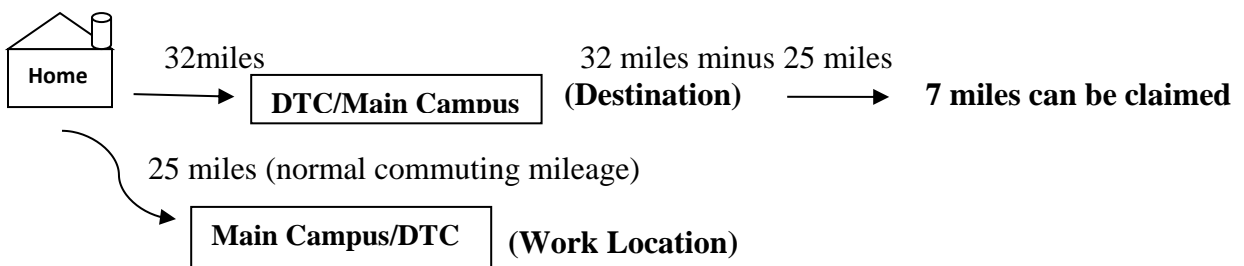 32miles
32 miles minus 25 miles
Home
DTC/Main Campus
(Destination)
7 miles can be claimed
25 miles (normal commuting mileage)
Main Campus/DTC
(Work Location)